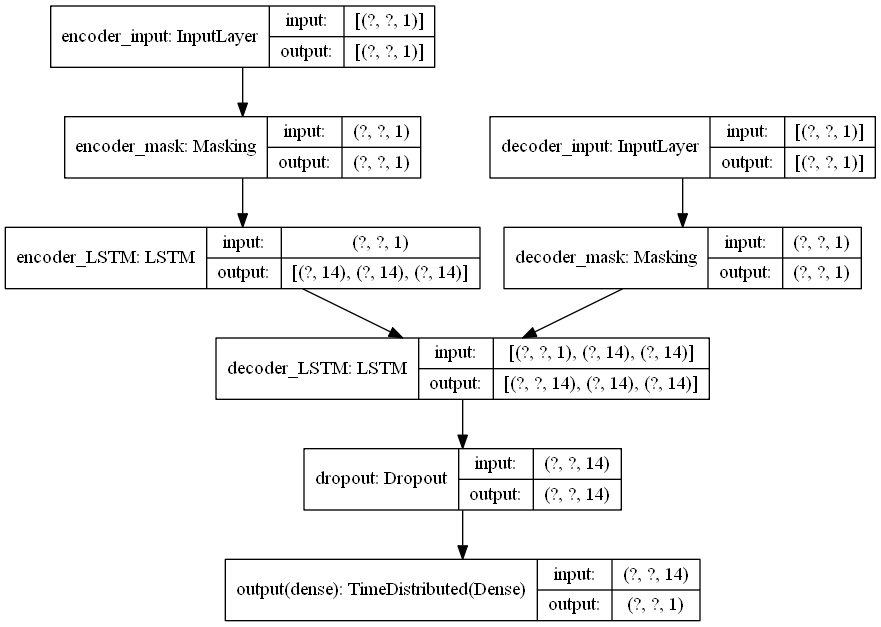 encoder_input: InputLayer
input: [(?, ?, 1)]
output: [(?, ?, 1)]
encoder_mask: Masking
input: (?, ?, 1)
output: (?, ?, 1)
decoder_input: InputLayer
input: [(?, ?, 1)]
output: [(?, ?, 1)]
encoder_LSTM: LSTM
input: (?, ?, 1)
output: [(?, 14), (?, 14), (?, 14)]
decoder_mask: Masking
input: (?, ?, 1)
output: (?, ?, 1)
decoder_LSTM: LSTM
input: [(?, ?, 1), (?, 14), (?, 14)]
output: [(?, ?, 14), (?, 14), (?, 14)]
dropout: Dropout
input: (?, ?, 14)
output: (?, ?, 14)
output(dense): TimeDistributed(Dense)
input: (?, ?, 14)
output: (?, ?, 1)